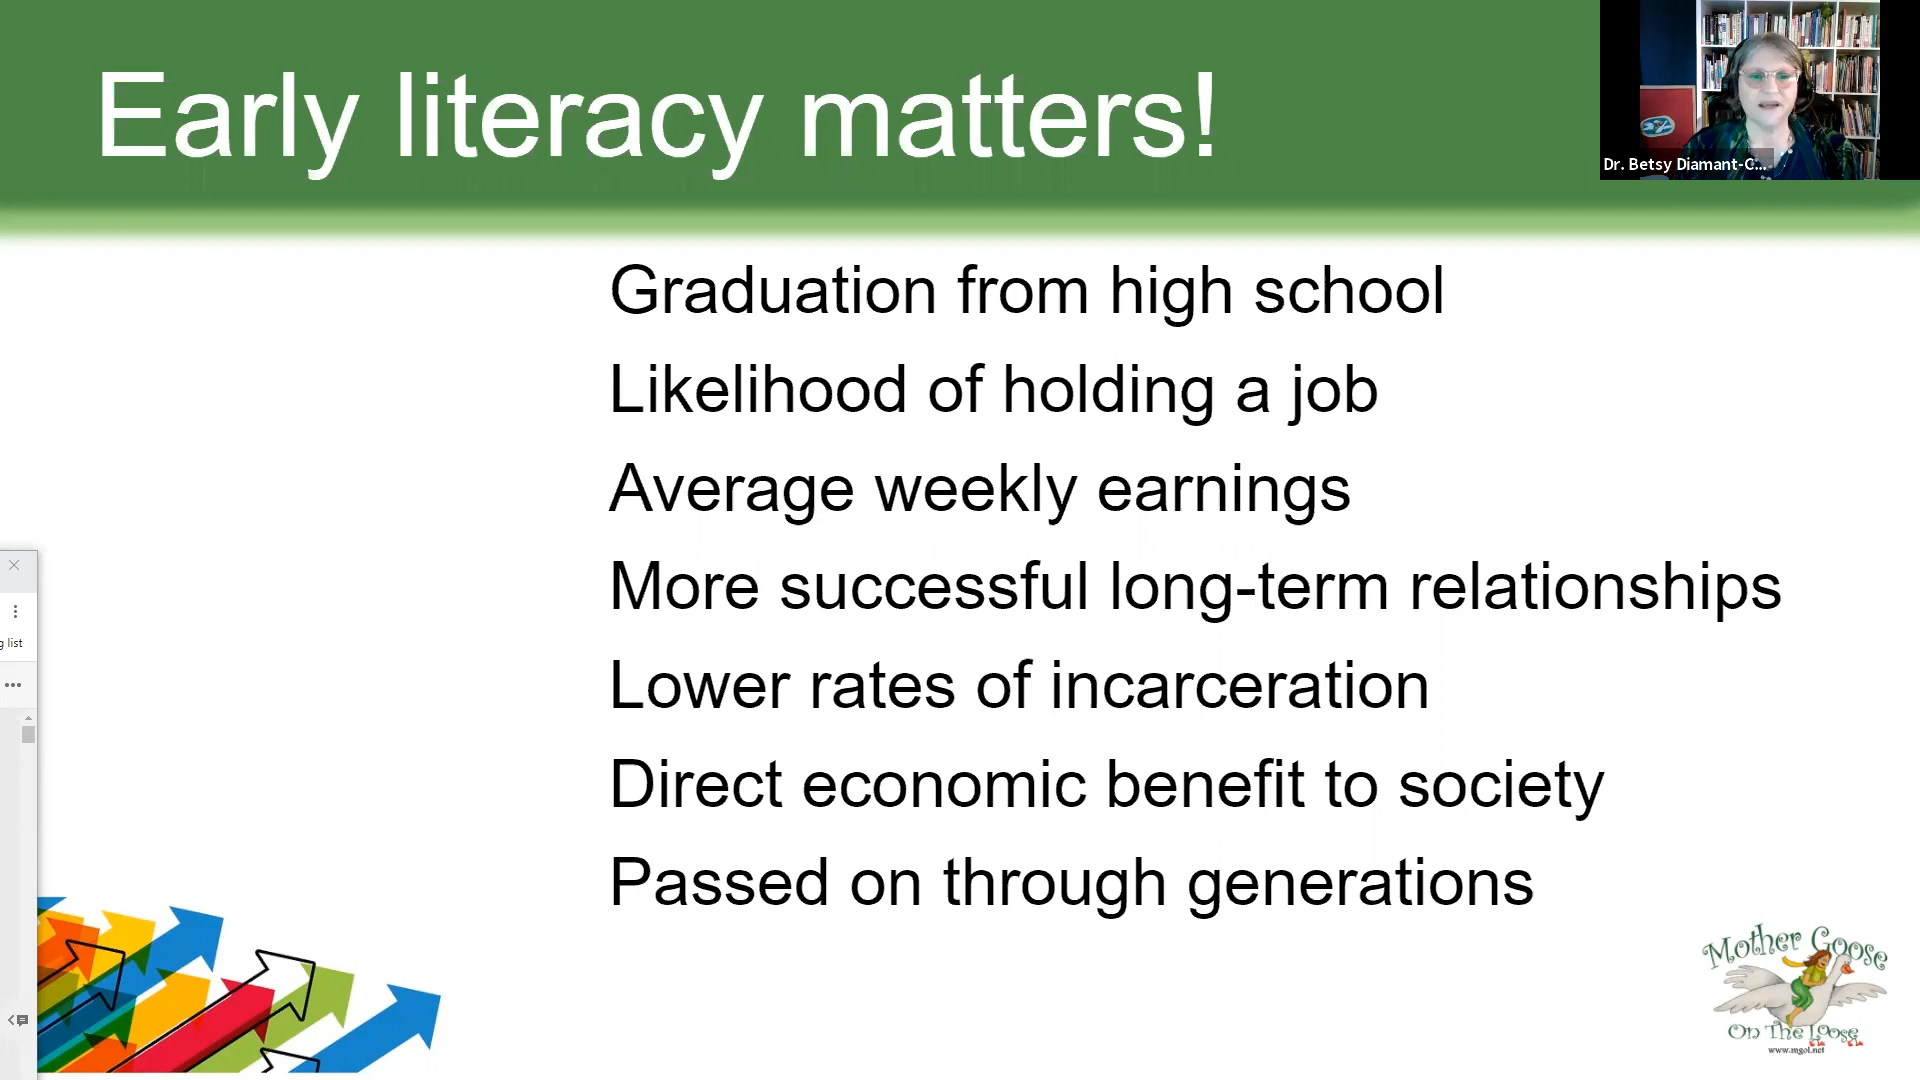 Early literacy matters!
Dr. Betsy Diamant-C...
Graduation from high school
Likelihood of holding a job
Average weekly earnings
More successful long-term relationships
Lower rates of incarceration
Direct economic benefit to society
Passed on through generations
g list
Mother Goose
On The Loose
www.mgol.net